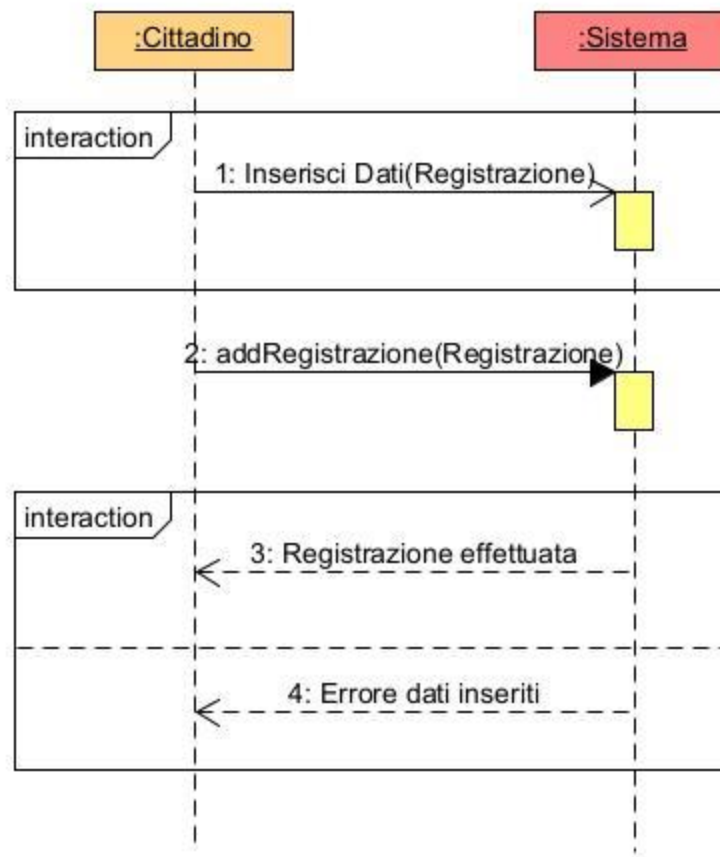 :Cittadino
:Sistema
interaction
1: Inserisci Dati(Registrazione)
2: addRegistrazione(Registrazione)
interaction
3: Registrazione effettuata
4: Errore dati inseriti